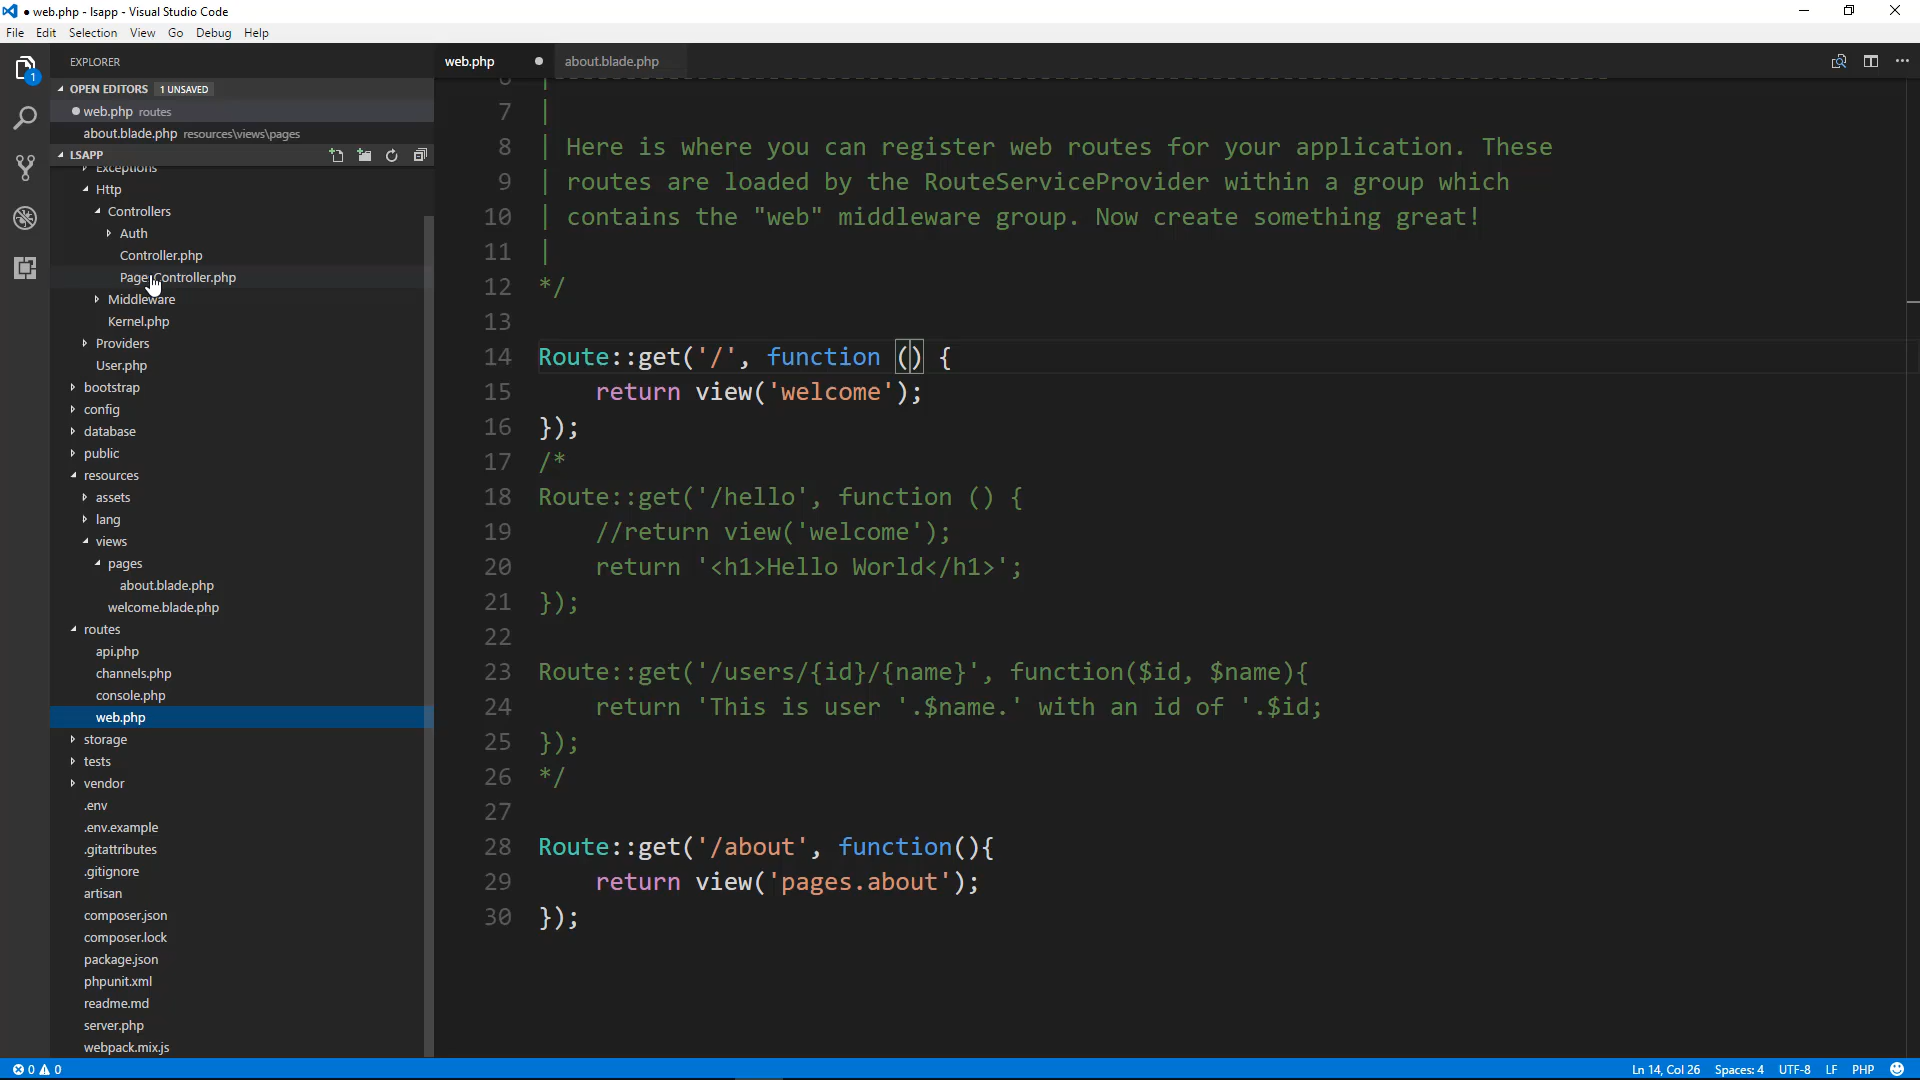 ● web.php - lsapp - Visual Studio Code
File Edit Selection View Go Debug Help
EXPLORER
OPEN EDITORS 1 UNSAVED
web.php routes
about.blade.php resources\views\pages
LSAPP
Exceptions
Http
Controllers
Auth
Controller.php
Controller.php
Middleware
Kernel.php
Providers
User.php
bootstrap
config
database
public
resources
assets
lang
views
pages
about.blade.php
welcome.blade.php
routes
api.php
channels.php
console.php
web.php
storage
tests
vendor
.env
.env.example
.gitattributes
.gitignore
artisan
composer.json
composer.lock
package.json
phpunit.xml
readme.md
server.php
webpack.mix.js
1
web.php about.blade.php
6
7 |
8 | Here is where you can register web routes for your application. These
9 | routes are loaded by the RouteServiceProvider within a group which
10 | contains the "web" middleware group. Now create something great!
11 |
12 */
13
14 Route::get('/', function () {
15     return view('welcome');
16 });
17 /*
18 Route::get('/hello', function () {
19     //return view('welcome');
20     return '<h1>Hello World</h1>';
21 });
22
23 Route::get('/users/{id}/{name}', function($id, $name){
24     return 'This is user '.$name.' with an id of '.$id;
25 });
26 */
27
28 Route::get('/about', function(){
29     return view('pages.about');
30 });
0 0
Ln 14, Col 26 Spaces: 4 UTF-8 LF PHP